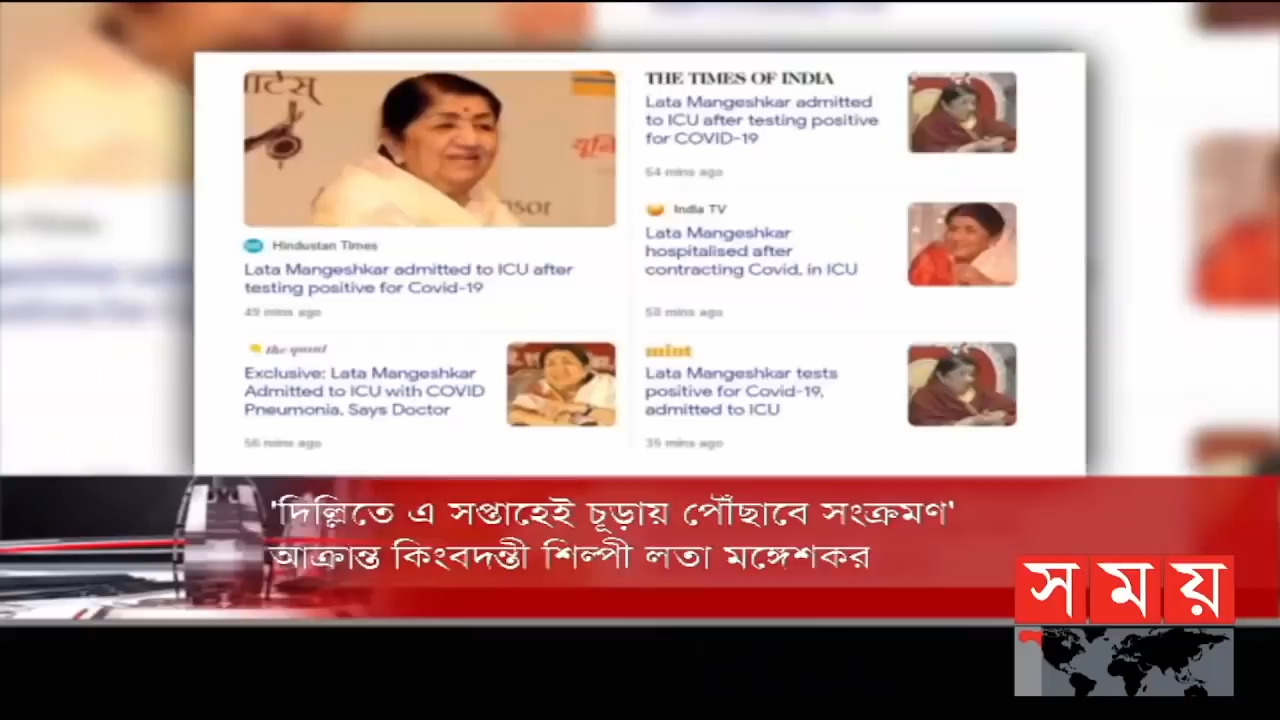 ाटर्स्
यूनि
nsor
Hindustan Times
Lata Mangeshkar admitted to ICU after
testing positive for Covid-19
49 mins ago
the quint
Exclusive: Lata Mangeshkar
Admitted to ICU with COVID
Pneumonia, Says Doctor
56 mins ago
THE TIMES OF INDIA
Lata Mangeshkar admitted
to ICU after testing positive
for COVID-19
54 mins ago
India TV
Lata Mangeshkar
hospitalised after
contracting Covid, in ICU
58 mins ago
mint
Lata Mangeshkar tests
positive for Covid-19,
admitted to ICU
35 mins ago
'দিল্লিতে এ সপ্তাহেই চূড়ায় পৌঁছাবে সংক্রমণ'
আক্রান্ত কিংবদন্তী শিল্পী লতা মঙ্গেশকর
সময়